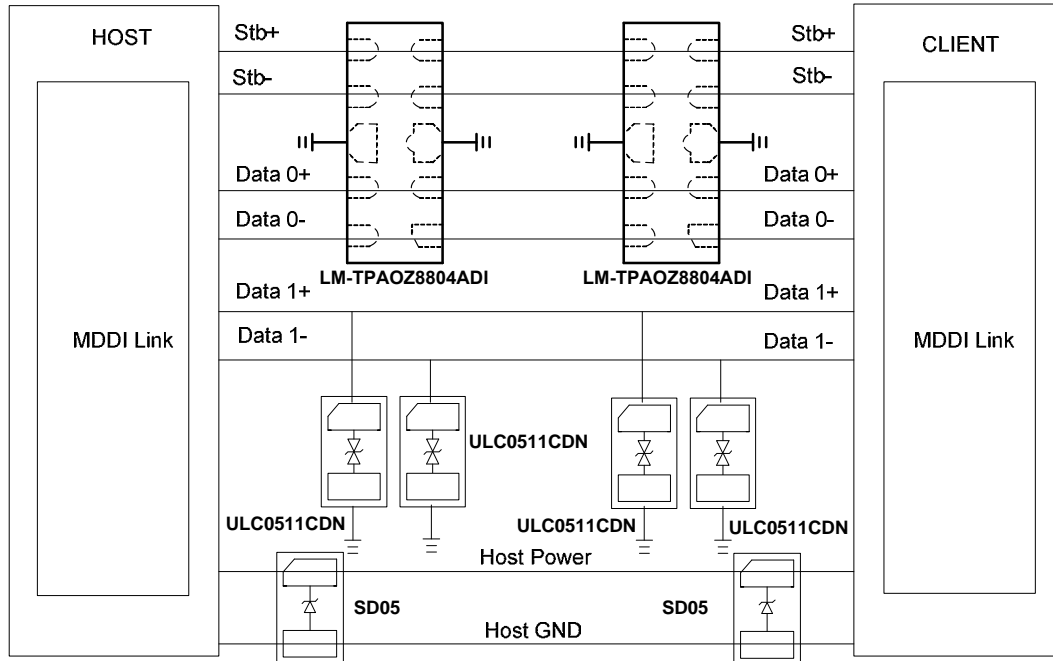 HOST
CLIENT
Stb+
Stb+
Stb-
Stb-
Data 0+
Data 0+
Data 0-
Data 0-
LM-TPAOZ8804ADI
LM-TPAOZ8804ADI
Data 1+
Data 1+
MDDI Link
Data 1-
Data 1-
MDDI Link
ULC0511CDN
ULC0511CDN
ULC0511CDN
ULC0511CDN
Host Power
SD05
SD05
Host GND